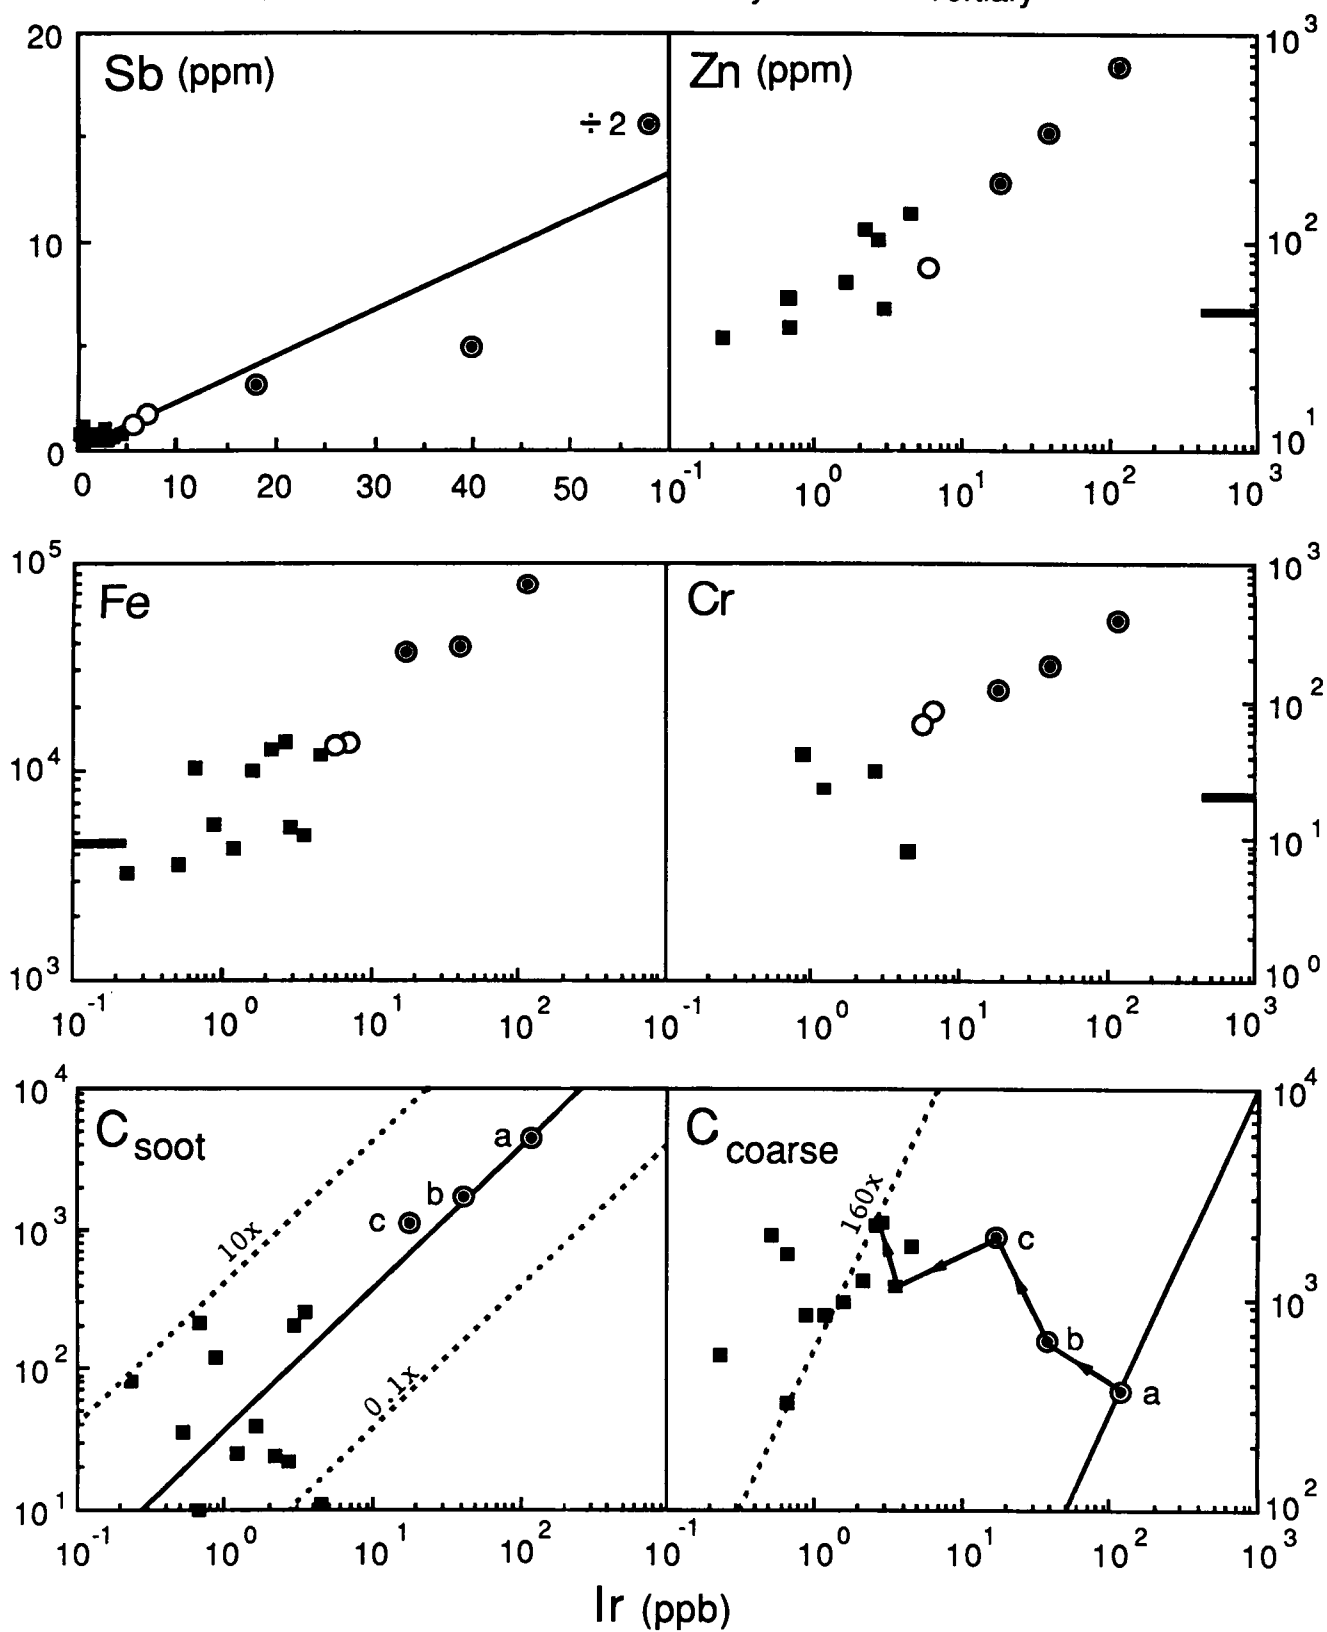 Sb (ppm)
Zn (ppm)
20
10
0
÷ 2
10³
10²
10¹
0 10 20 30 40 50 10⁻¹ 10⁰ 10¹ 10² 10³
Fe
Cr
10⁵
10⁴
10³
10³
10²
10¹
10⁰
10⁻¹ 10⁰ 10¹ 10² 10⁻¹ 10⁰ 10¹ 10² 10³
C soot
C coarse
10⁴
10³
10²
10¹
10x
0.1x
a
b
c
160x
c
b
a
10⁴
10³
10²
10⁻¹ 10⁰ 10¹ 10² 10⁻¹ 10⁰ 10¹ 10² 10³
Ir (ppb)